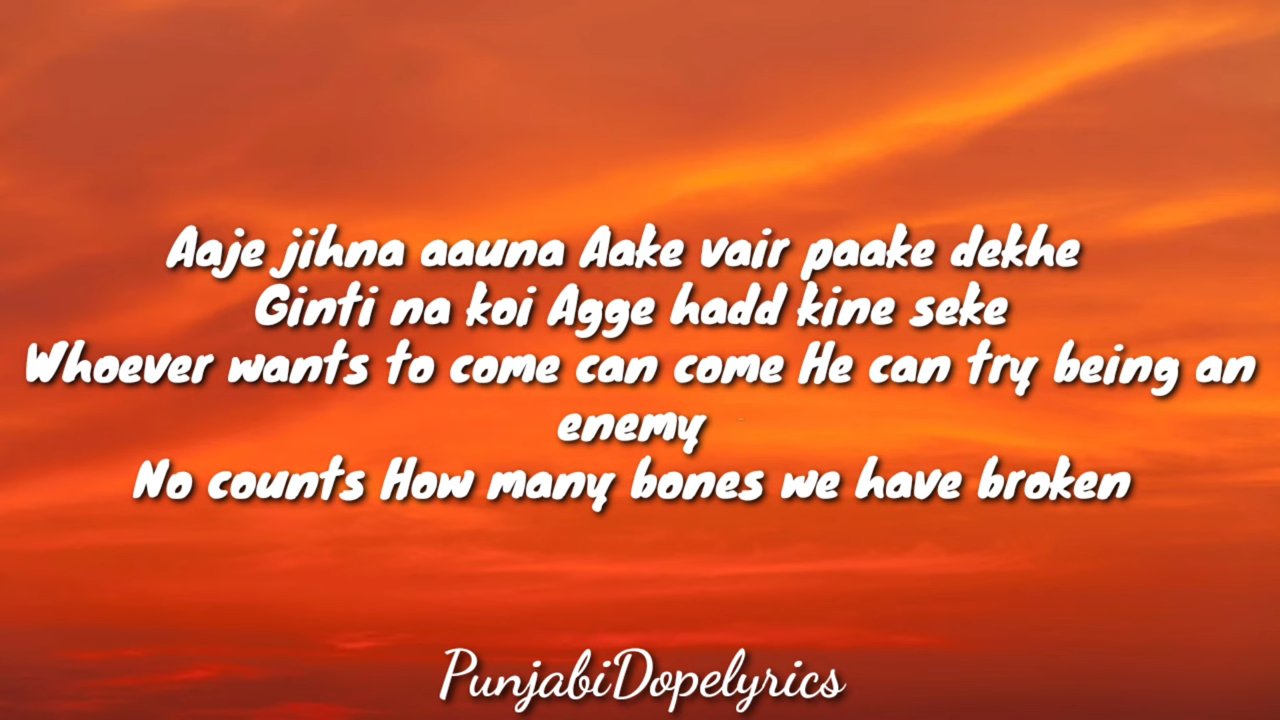 Aaje jihna aauna Aake vair paake dekhe
Ginti na koi Agge hadd kine seke
Whoever wants to come can come He can try being an
enemy
No counts How many bones we have broken
PunjabiDopelyrics